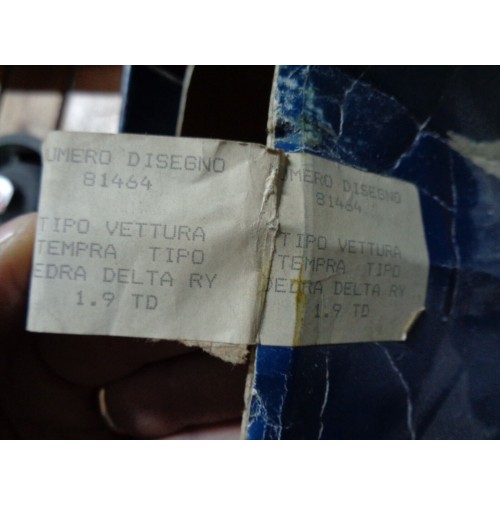 UMERO DISEGNO
81464
TIPO VETTURA
TEMPRA TIPO
EDRA DELTA RY
1.9 TD
UMERO DISEGNO
81464
TIPO VETTURA
TEMPRA TIPO
DEDRA DELTA RY
1.9 TD